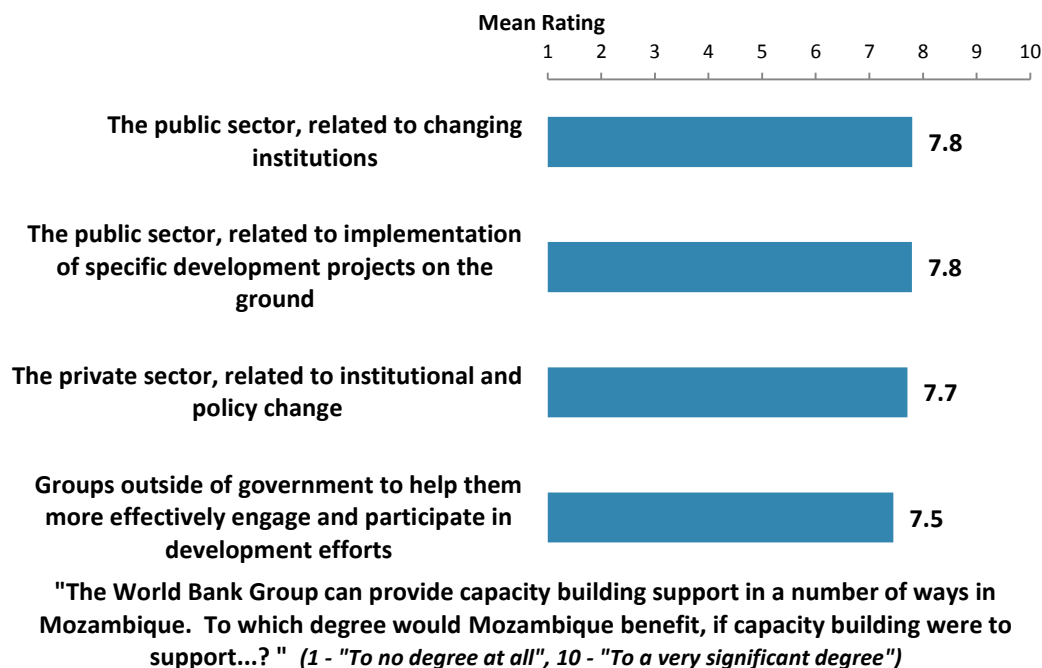 Mean Rating
1 2 3 4 5 6 7 8 9 10
The public sector, related to changing
institutions
7.8
The public sector, related to implementation
of specific development projects on the
ground
7.8
The private sector, related to institutional and
policy change
7.7
Groups outside of government to help them
more effectively engage and participate in
development efforts
7.5
"The World Bank Group can provide capacity building support in a number of ways in
Mozambique.  To which degree would Mozambique benefit, if capacity building were to
support...? "  (1 - "To no degree at all", 10 - "To a very significant degree")